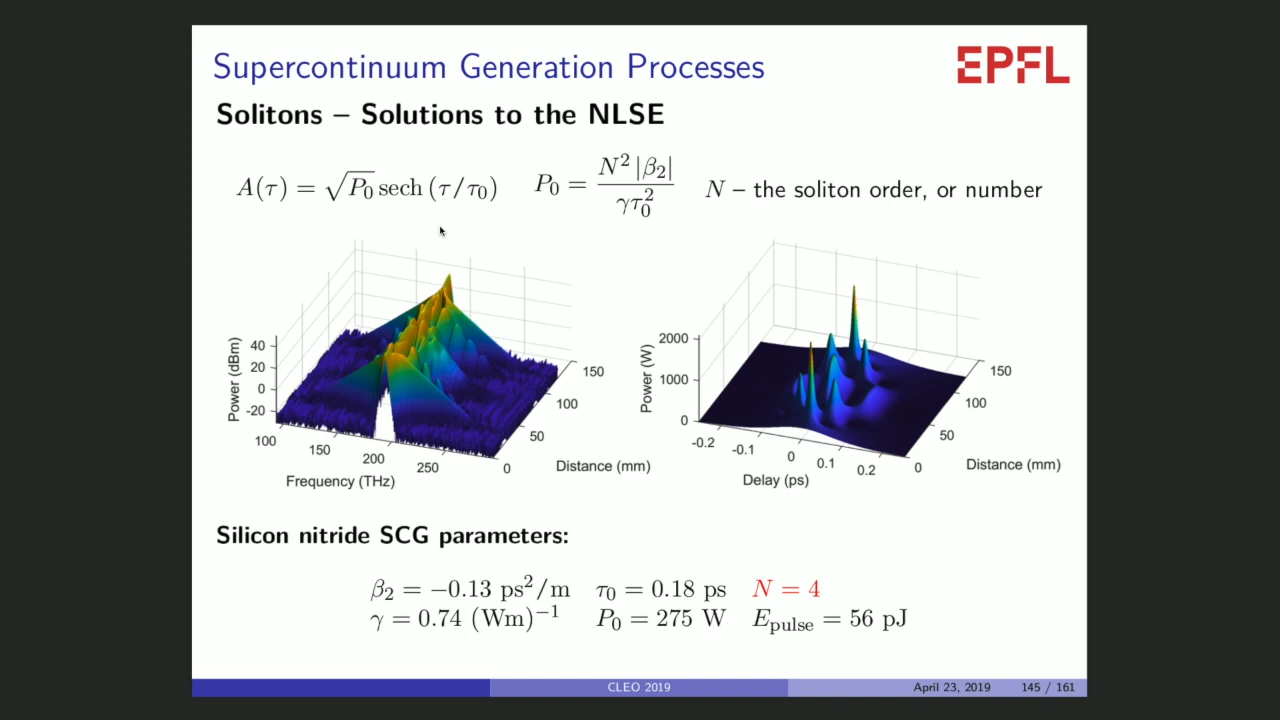 Supercontinuum Generation Processes
EPFL
Solitons – Solutions to the NLSE
A(τ) = √P₀ sech (τ/τ₀) P₀ = N² |β₂| / γτ₀² N – the soliton order, or number
Power (dBm)
40
20
0
-20
100
150
200
250
Frequency (THz)
0
50
100
150
Distance (mm)
Power (W)
2000
1000
0
-0.2
-0.1
0
0.1
0.2
Delay (ps)
0
50
100
150
Distance (mm)
Silicon nitride SCG parameters:
β₂ = −0.13 ps²/m τ₀ = 0.18 ps N = 4
γ = 0.74 (Wm)⁻¹ P₀ = 275 W E_pulse = 56 pJ
CLEO 2019 April 23, 2019 145 / 161